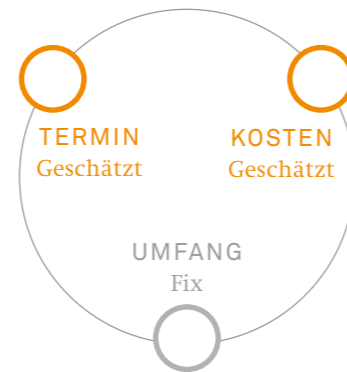 TERMIN
Geschätzt
KOSTEN
Geschätzt
UMFANG
Fix